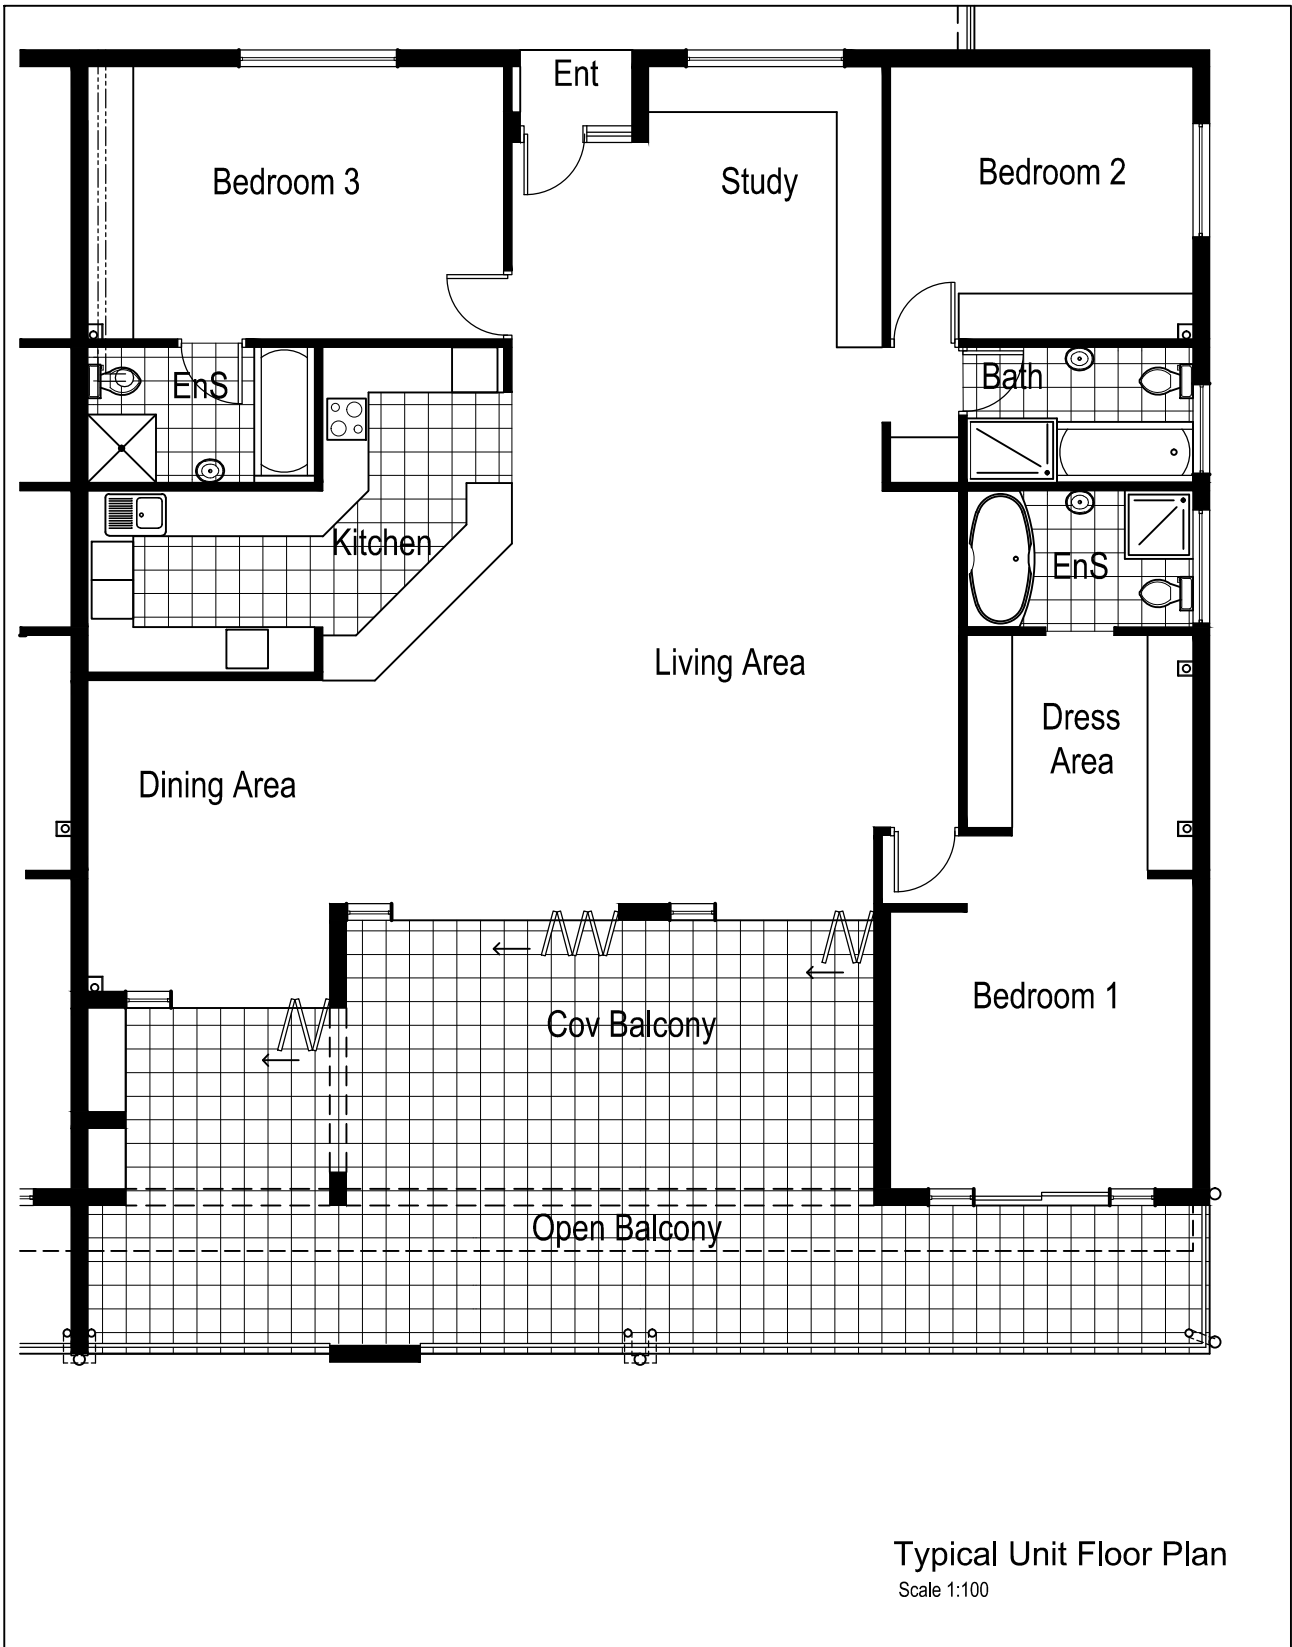 Ent
Bedroom 3
Study
Bedroom 2
EnS
Bath
Kitchen
EnS
Living Area
Dress
Area
Dining Area
Bedroom 1
Cov Balcony
Open Balcony
Typical Unit Floor Plan
Scale 1:100